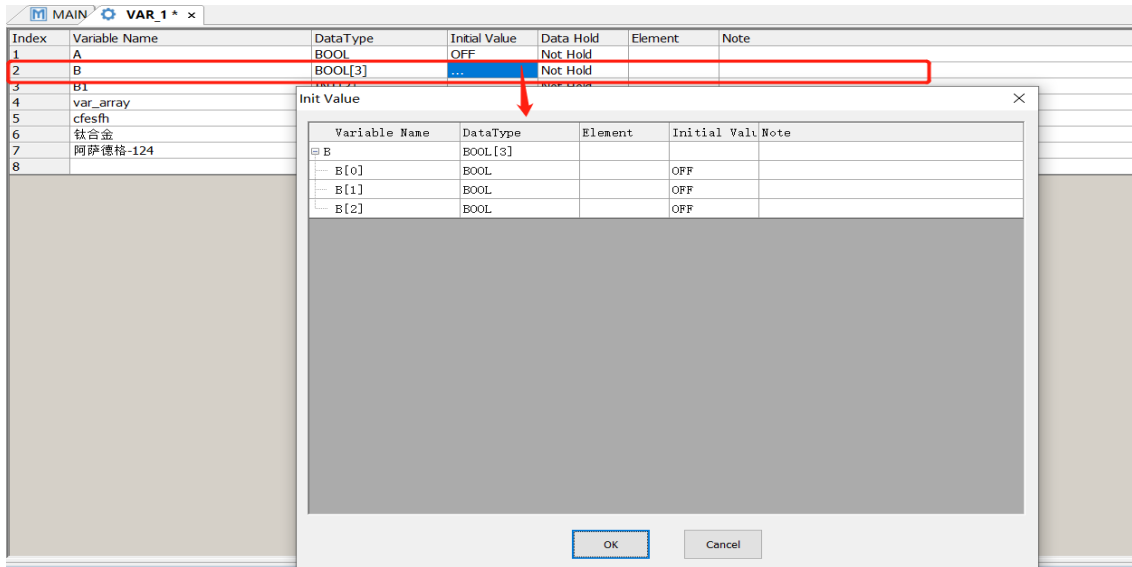 MAIN VAR_1 * ×
Index Variable Name DataType Initial Value Data Hold Element Note
1 A BOOL OFF Not Hold
2 B BOOL[3] ... Not Hold
3 B1 Not Hold
4 var_array
5 cfesfh
6 钛合金
7 阿萨德格-124
8
Init Value
Variable Name DataType Element Initial Valu Note
B BOOL[3]
B[0] BOOL OFF
B[1] BOOL OFF
B[2] BOOL OFF
OK Cancel